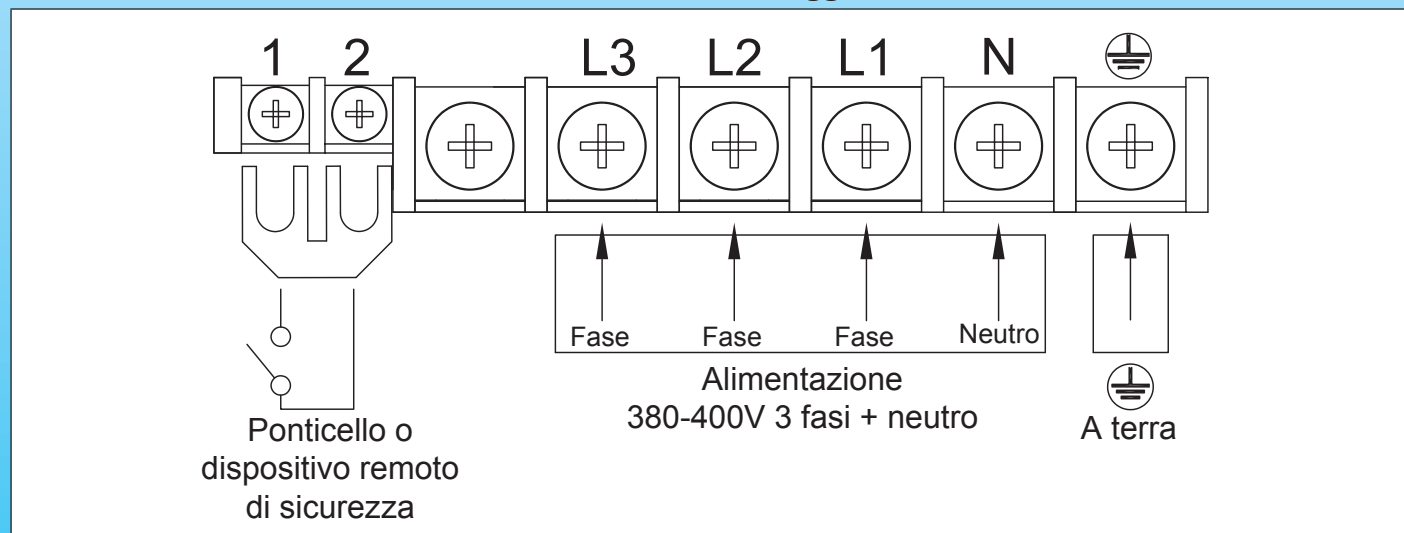 1 2 L3 L2 L1 N
Fase Fase Fase Neutro
Alimentazione
380-400V 3 fasi + neutro
A terra
Ponticello o
dispositivo remoto
di sicurezza